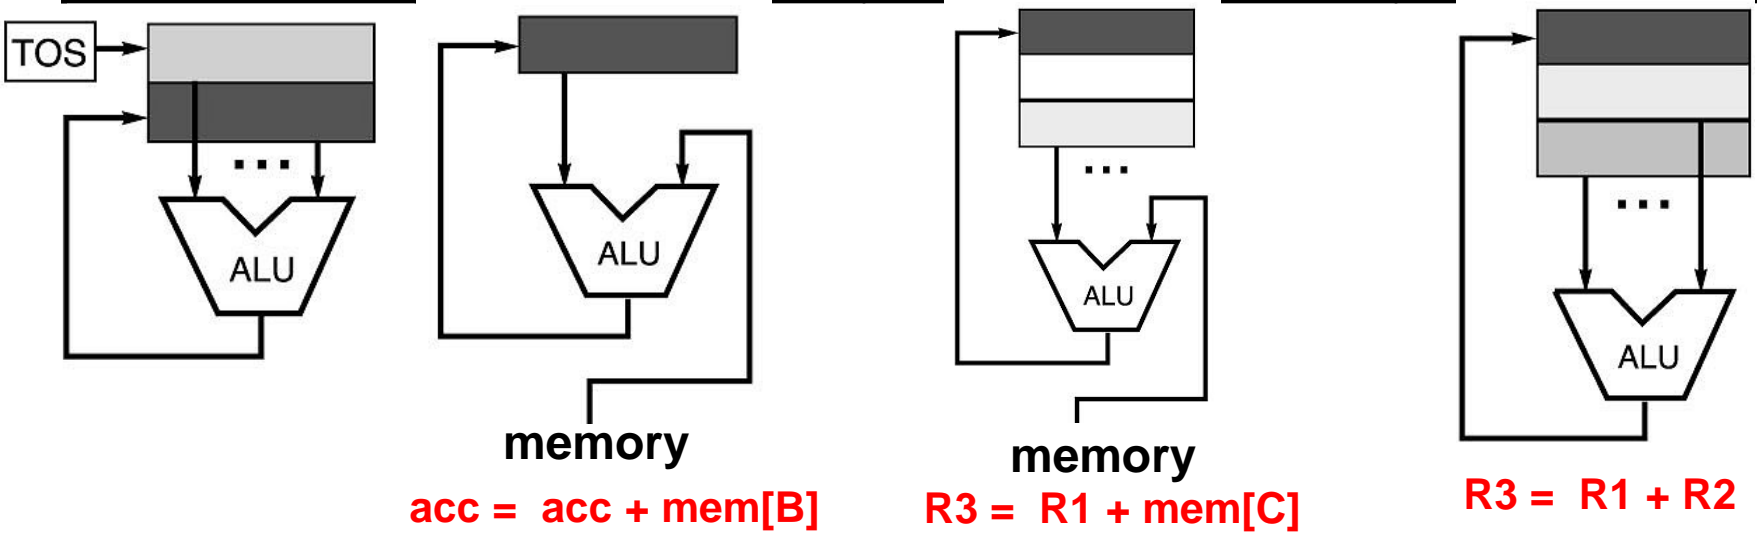 TOS
...
ALU
ALU
memory
acc = acc + mem[B]
...
ALU
memory
R3 = R1 + mem[C]
...
ALU
R3 = R1 + R2